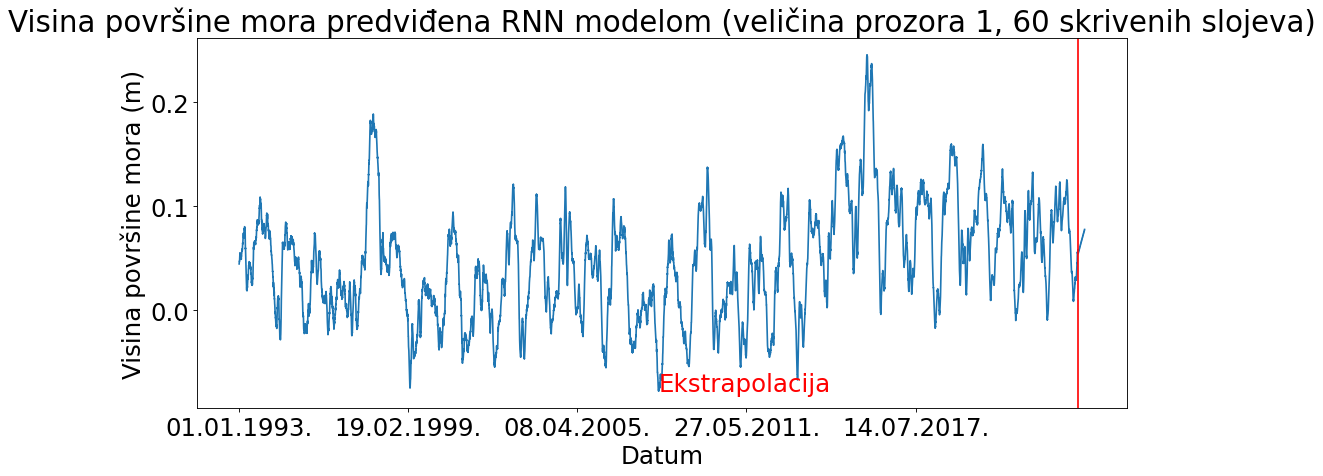 Visina površine mora predviđena RNN modelom (veličina prozora 1, 60 skrivenih slojeva)
Visina površine mora (m)
0.2
0.1
0.0
Ekstrapolacija
01.01.1993. 19.02.1999. 08.04.2005. 27.05.2011. 14.07.2017.
Datum